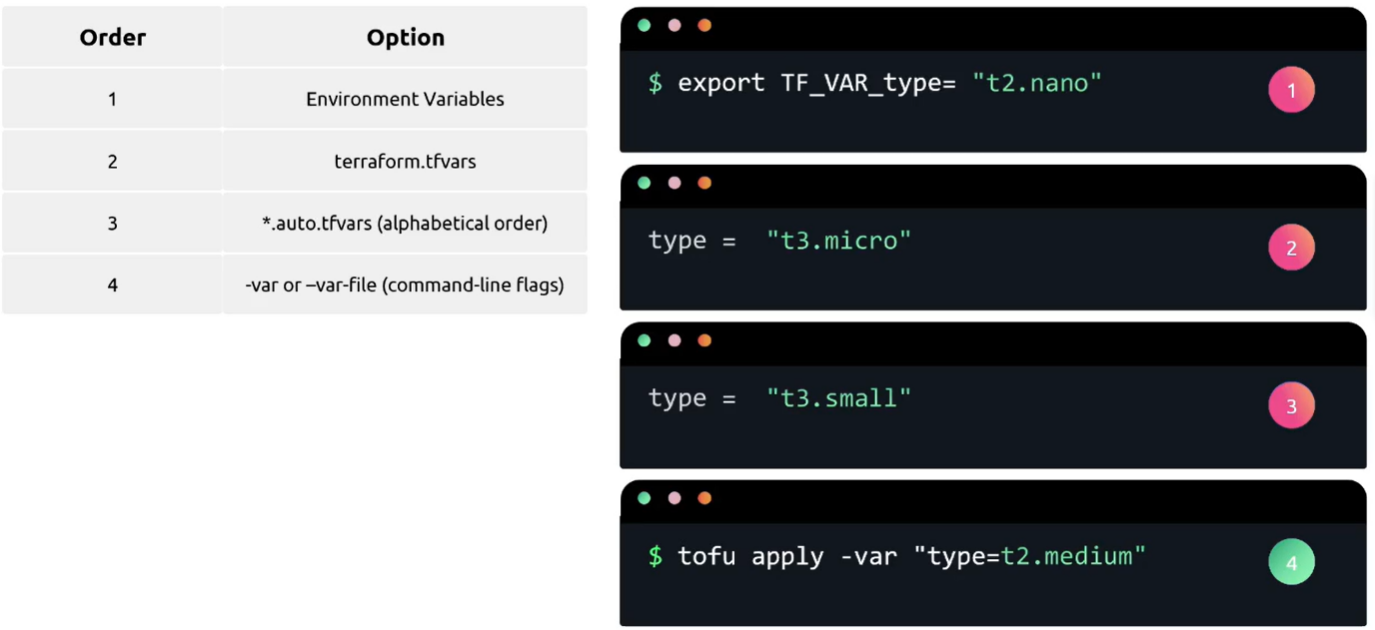 Order Option
1 Environment Variables
2 terraform.tfvars
3 *.auto.tfvars (alphabetical order)
4 -var or –var-file (command-line flags)
$ export TF_VAR_type= "t2.nano" 1
type = "t3.micro" 2
type = "t3.small" 3
$ tofu apply -var "type=t2.medium" 4